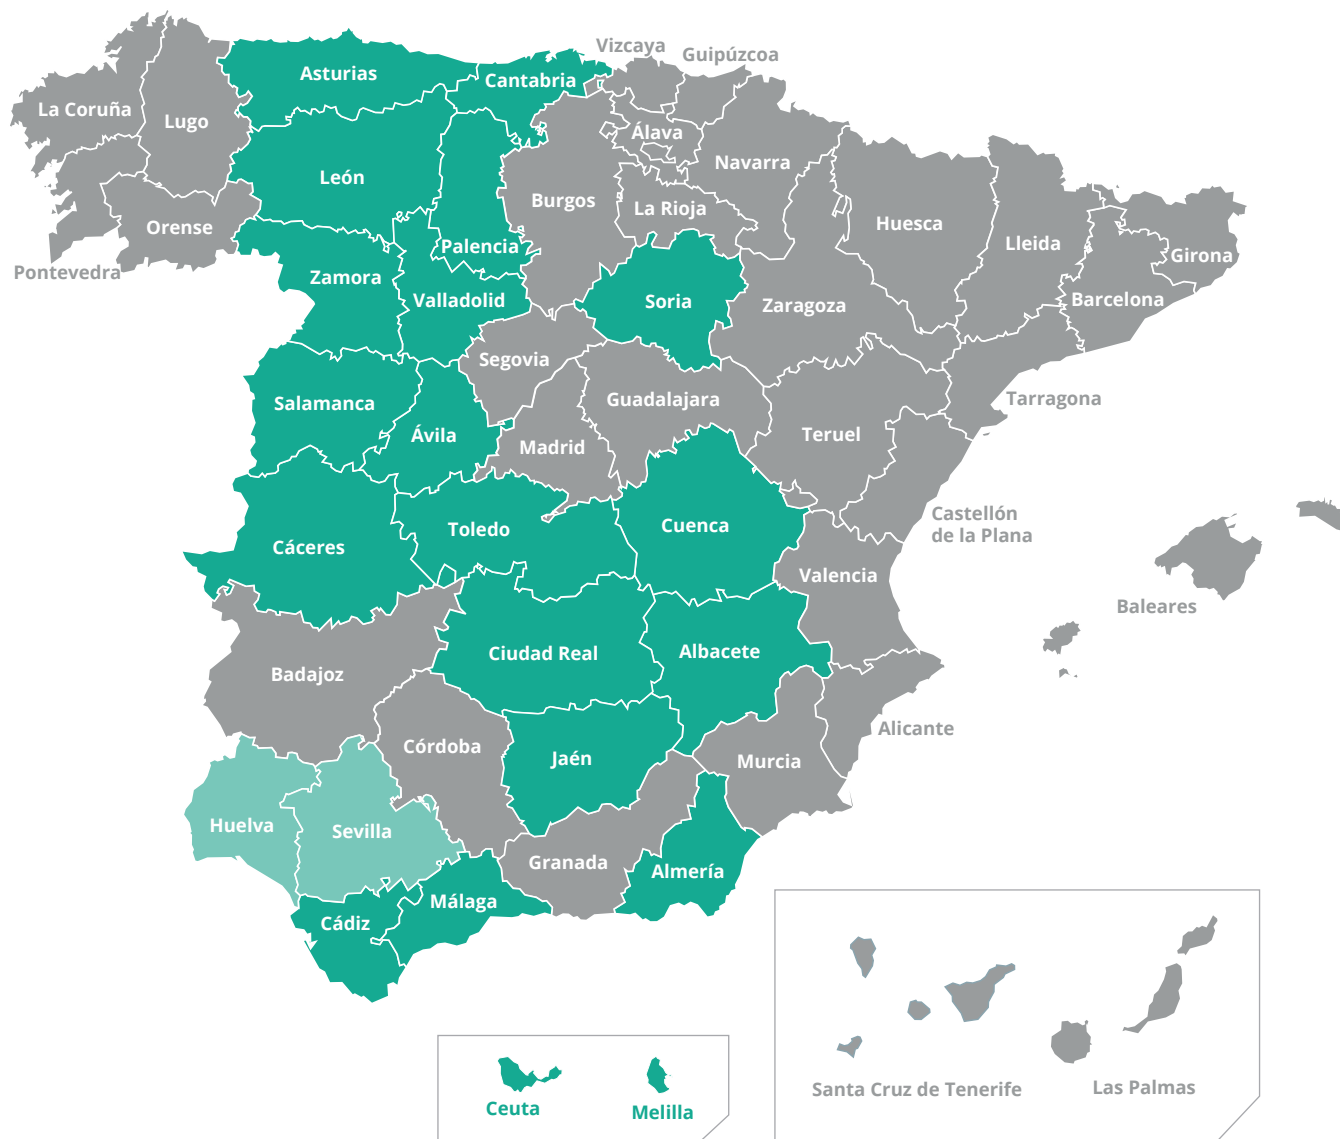 Vizcaya
Guipúzcoa
Asturias
Cantabria
La Coruña
Lugo
Álava
Navarra
León
Burgos
La Rioja
Huesca
Orense
Palencia
Lleida
Girona
Pontevedra
Zamora
Valladolid
Soria
Zaragoza
Barcelona
Segovia
Salamanca
Guadalajara
Tarragona
Ávila
Madrid
Teruel
Toledo
Cuenca
Castellón
de la Plana
Cáceres
Valencia
Baleares
Ciudad Real
Albacete
Badajoz
Alicante
Córdoba
Jaén
Murcia
Huelva
Sevilla
Granada
Almería
Málaga
Cádiz
Ceuta
Melilla
Santa Cruz de Tenerife
Las Palmas